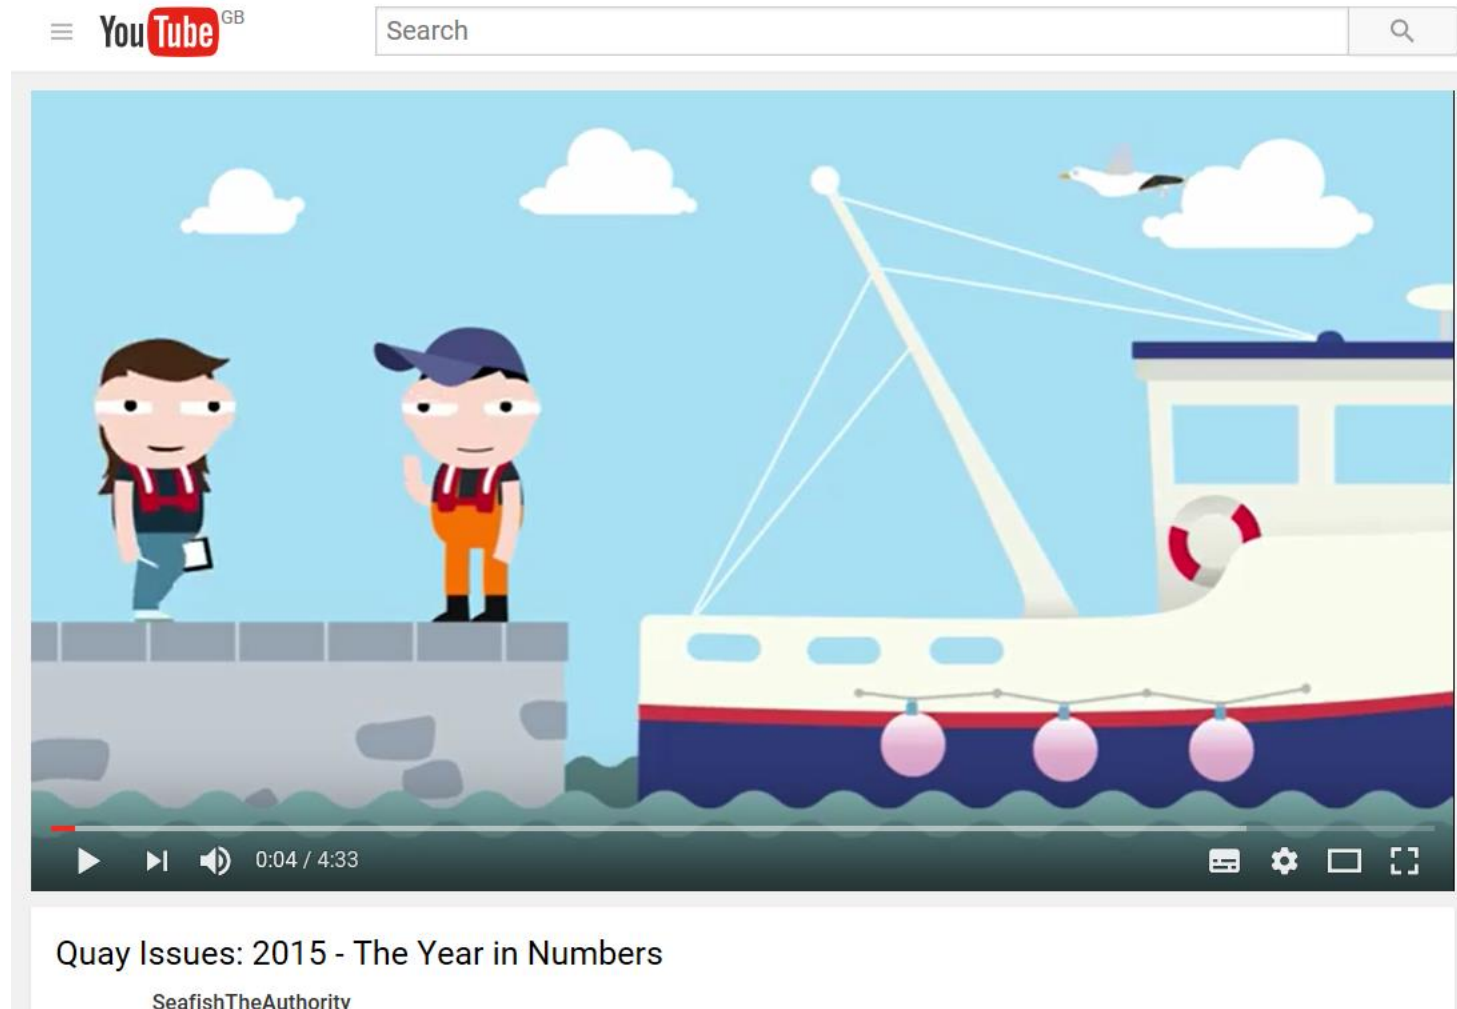 YouTube GB
Search
0:04 / 4:33
Quay Issues: 2015 - The Year in Numbers
SeafishTheAuthority